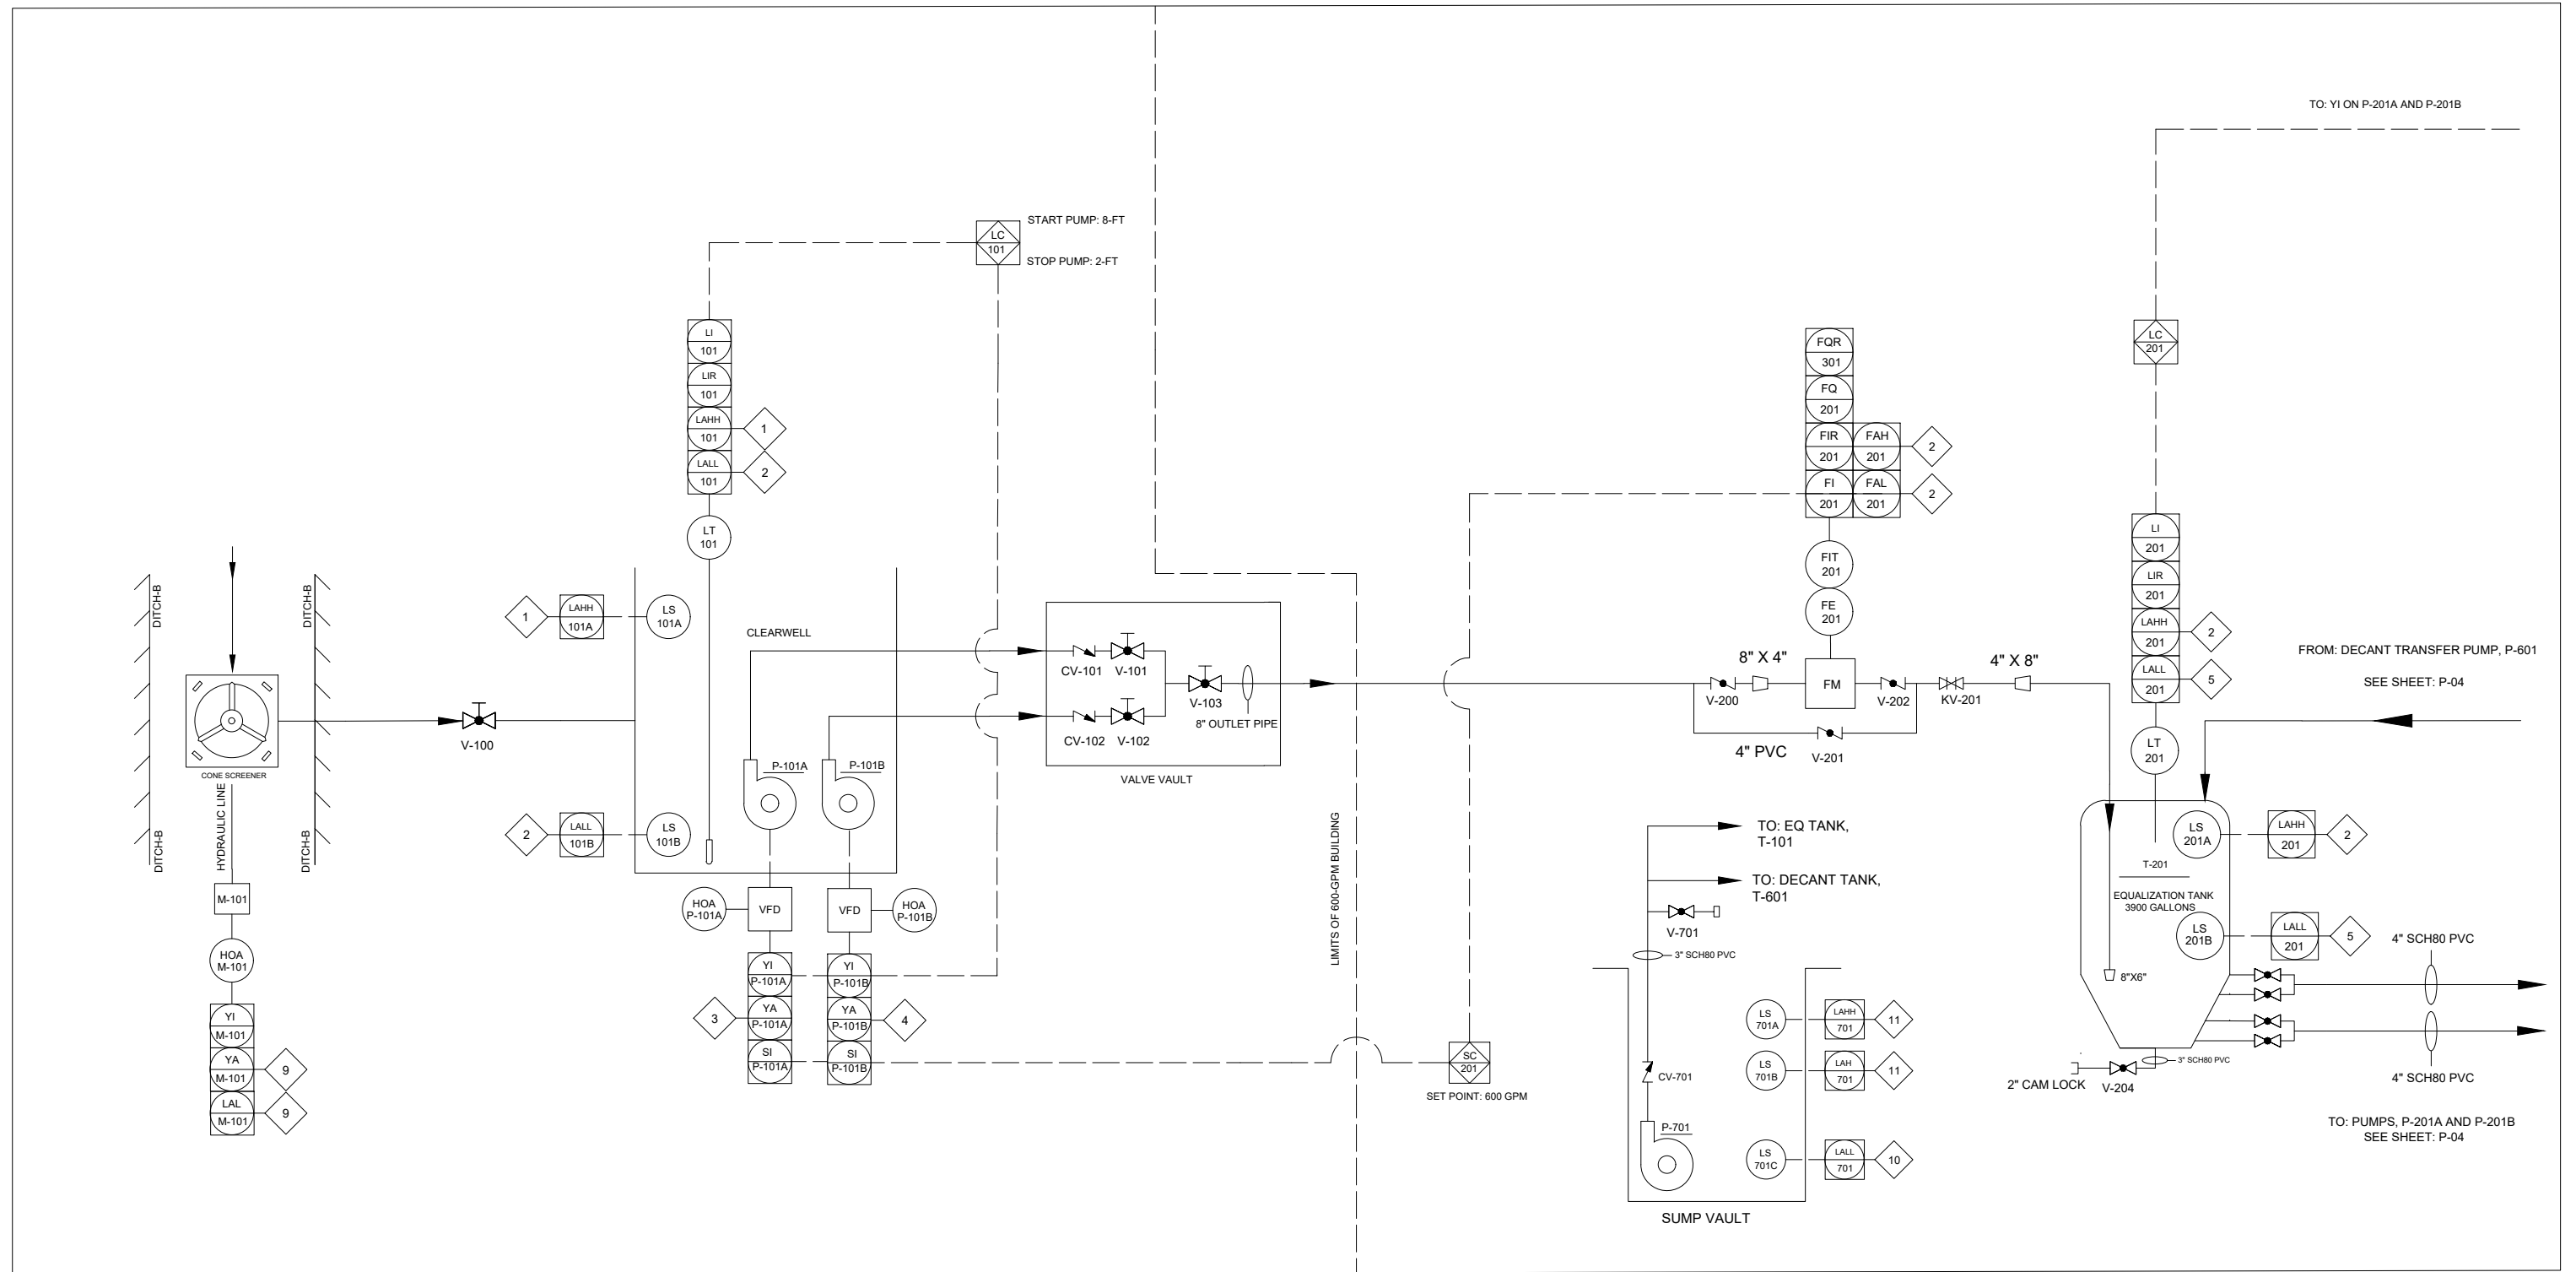 TO: YI ON P-201A AND P-201B
START PUMP: 8-FT
LC
101
STOP PUMP: 2-FT
LI
101
LIR
101
LAHH
101
1
LALL
101
2
LT
101
FQR
301
FQ
201
FIR
201
FAH
201
2
FI
201
FAL
201
2
FIT
201
FE
201
LC
201
LI
201
LIR
201
LAHH
201
2
LALL
201
5
LT
201
FROM: DECANT TRANSFER PUMP, P-601
SEE SHEET: P-04
DITCH-B
DITCH-B
DITCH-B
DITCH-B
CONE SCREENER
HYDRAULIC LINE
M-101
HOA
M-101
YI
M-101
YA
M-101
9
LAL
M-101
9
V-100
1
LAHH
101A
LS
101A
2
LALL
101B
LS
101B
CLEARWELL
P-101A
P-101B
HOA
P-101A
VFD
VFD
HOA
P-101B
YI
P-101A
YI
P-101B
3
YA
P-101A
YA
P-101B
4
SI
P-101A
SI
P-101B
CV-101
V-101
V-103
8" OUTLET PIPE
CV-102
V-102
VALVE VAULT
LIMITS OF 600-GPM BUILDING
SC
201
SET POINT: 600 GPM
8" X 4"
V-200
FM
V-202
KV-201
4" X 8"
4" PVC
V-201
TO: EQ TANK,
T-101
TO: DECANT TANK,
T-601
V-701
3" SCH80 PVC
CV-701
P-701
LS
701A
LAHH
701
11
LS
701B
LAH
701
11
LS
701C
LALL
701
10
SUMP VAULT
LS
201A
LAHH
201
2
T-201
EQUALIZATION TANK
3900 GALLONS
LS
201B
LALL
201
5
8"X6"
4" SCH80 PVC
4" SCH80 PVC
3" SCH80 PVC
2" CAM LOCK
V-204
TO: PUMPS, P-201A AND P-201B
SEE SHEET: P-04